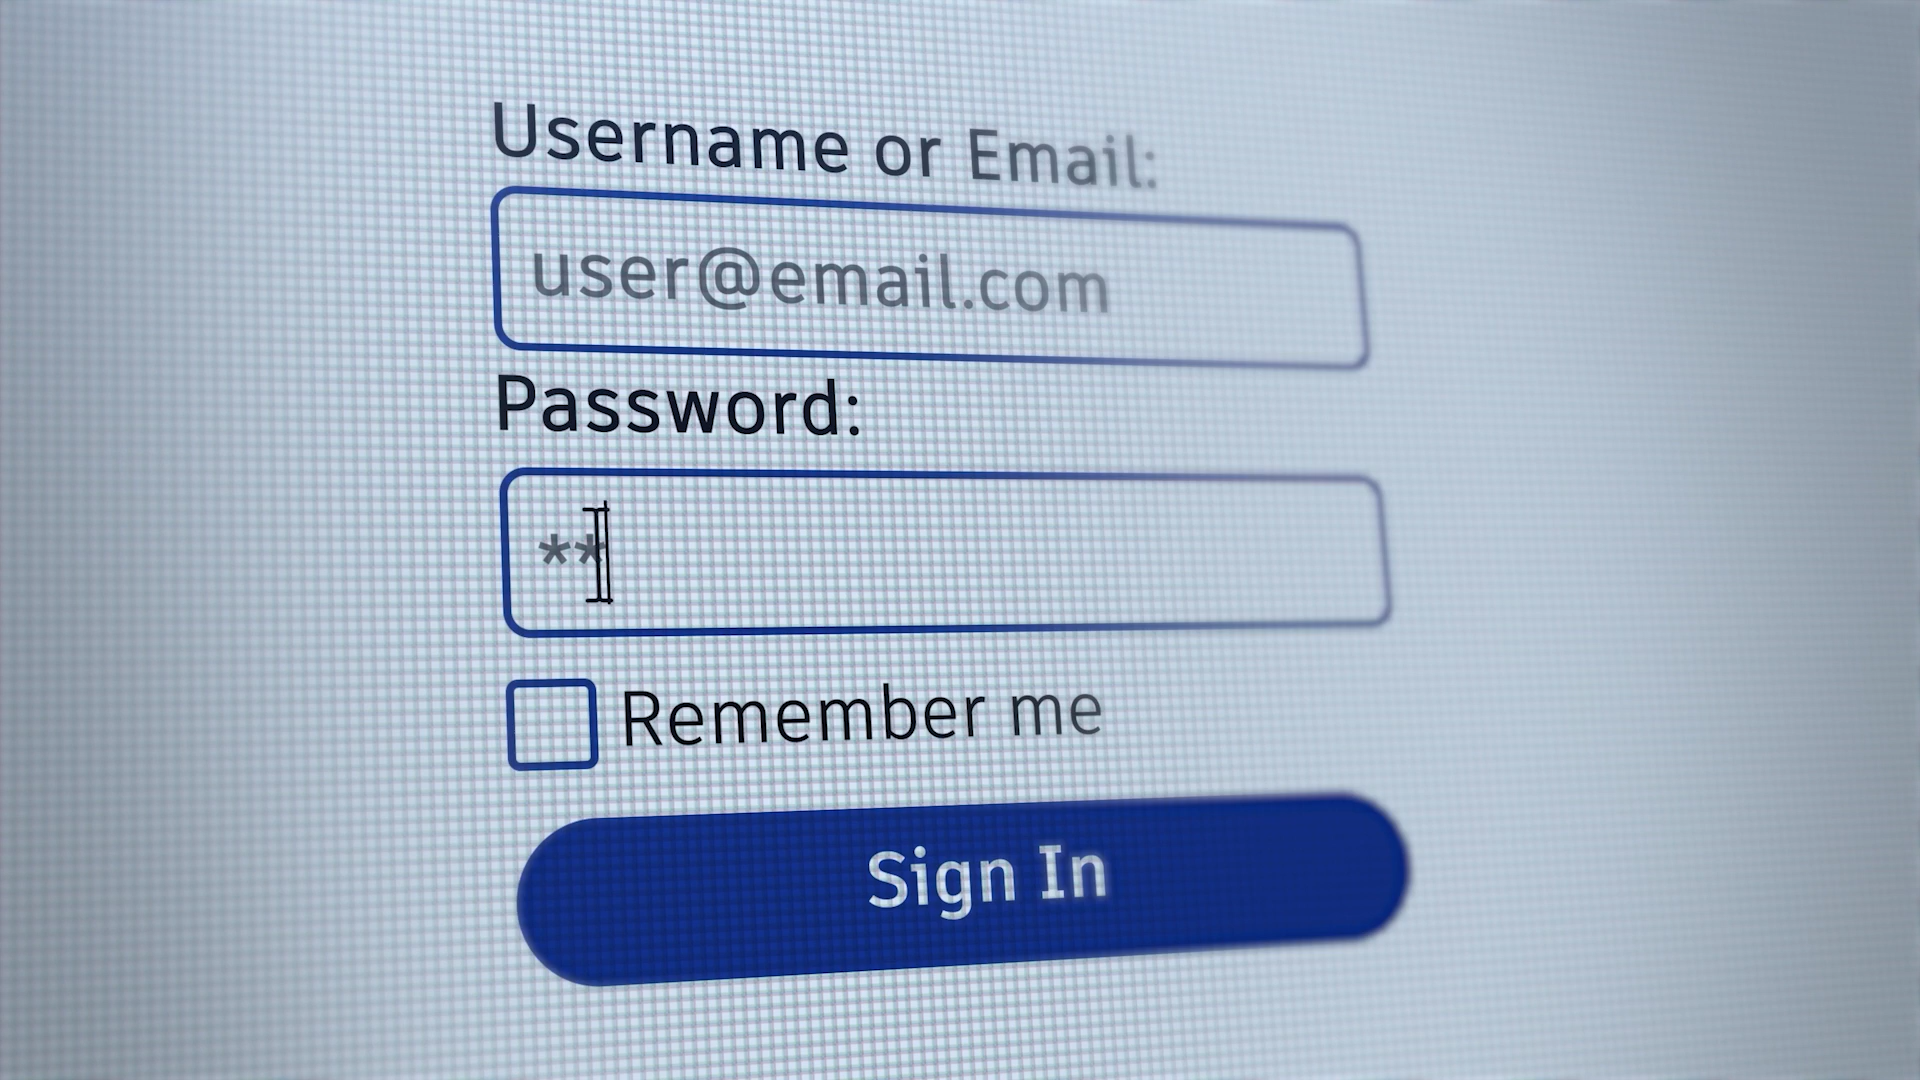 Username or Email:
user@email.com
Password:
**
Remember me
Sign In